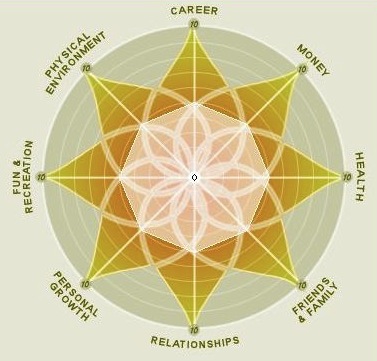 CAREER
10
PHYSICAL
ENVIRONMENT
10
MONEY
10
FUN &
RECREATION
10
0
HEALTH
10
PERSONAL
GROWTH
10
FRIENDS
& FAMILY
10
RELATIONSHIPS
10